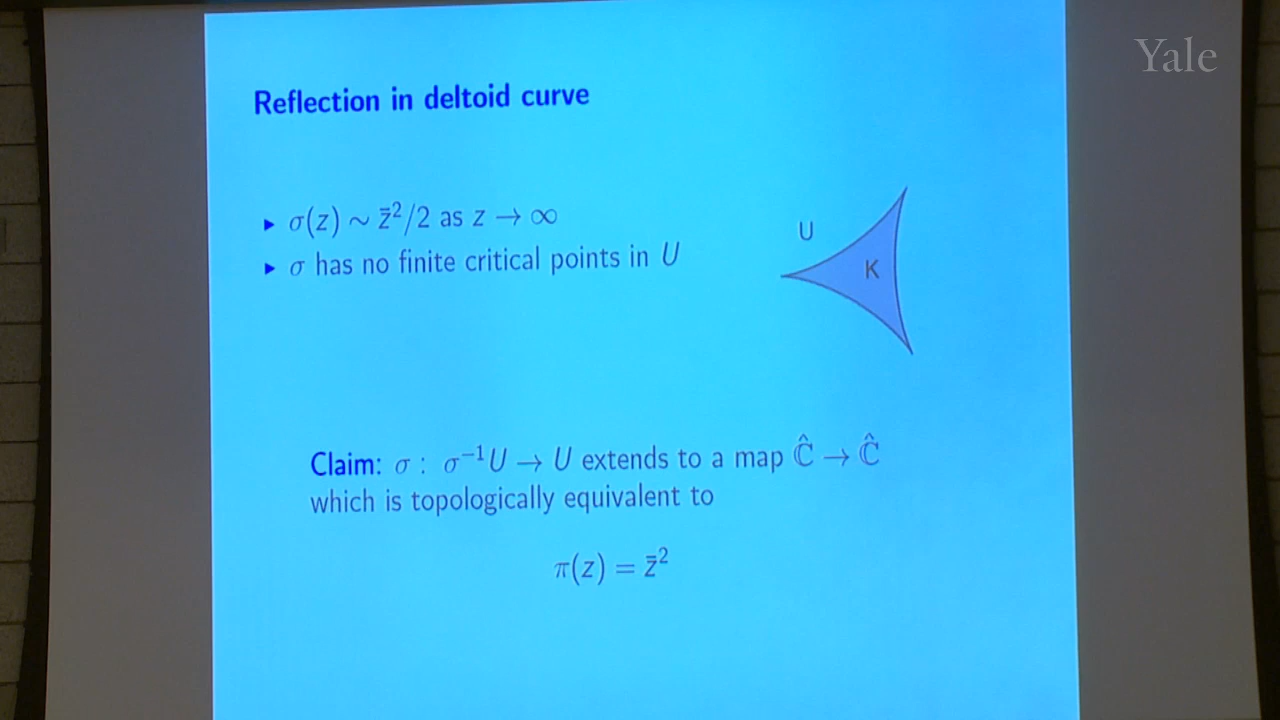 Yale
Reflection in deltoid curve
▶ σ(z) ∼ z̄²/2 as z → ∞
▶ σ has no finite critical points in U
U
K
Claim: σ : σ⁻¹U → U extends to a map Ĉ → Ĉ
which is topologically equivalent to
π(z) = z̄²